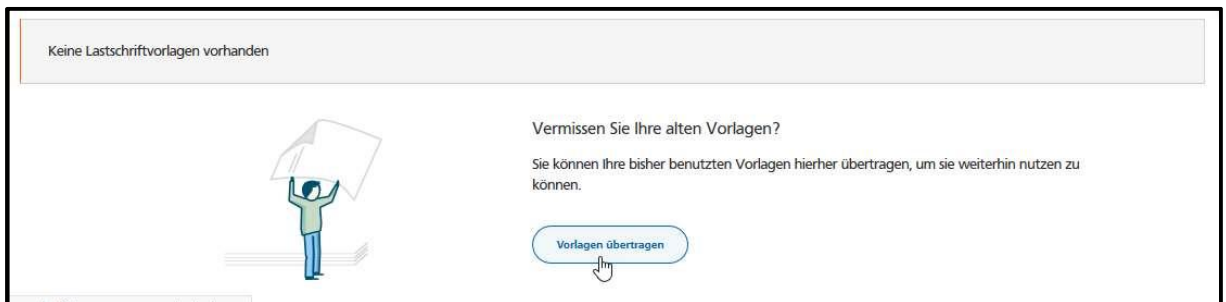 Keine Lastschriftvorlagen vorhanden
Vermissen Sie Ihre alten Vorlagen?
Sie können Ihre bisher benutzten Vorlagen hierher übertragen, um sie weiterhin nutzen zu
können.
Vorlagen übertragen